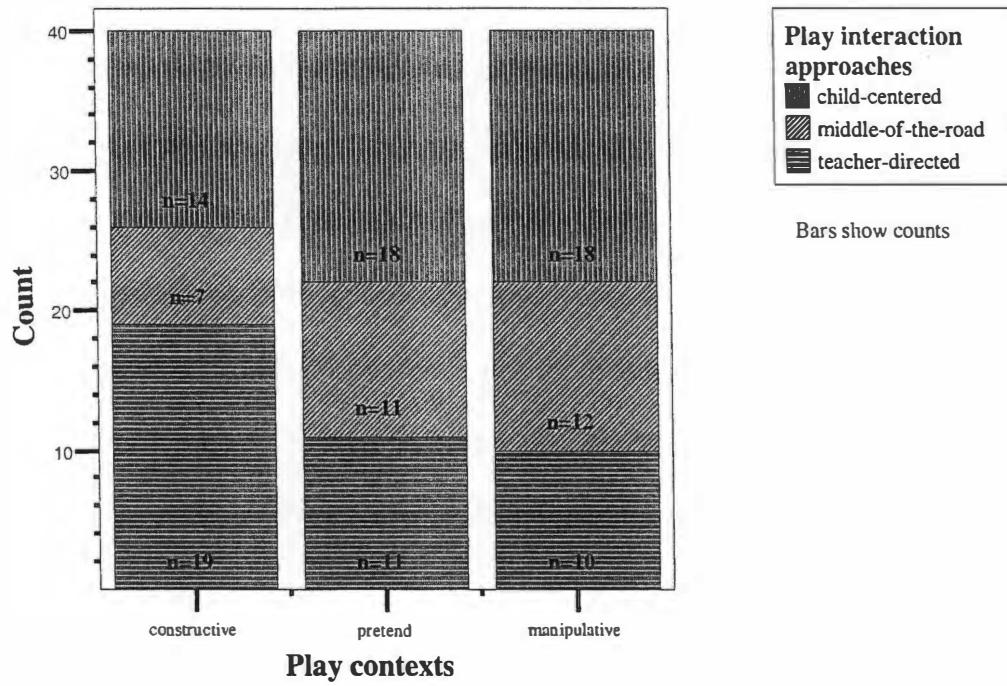 40
30
20
10
Count
n=14
n=7
n=19
n=18
n=11
n=11
n=18
n=12
n=10
constructive
pretend
manipulative
Play contexts
Play interaction
approaches
child-centered
middle-of-the-road
teacher-directed
Bars show counts